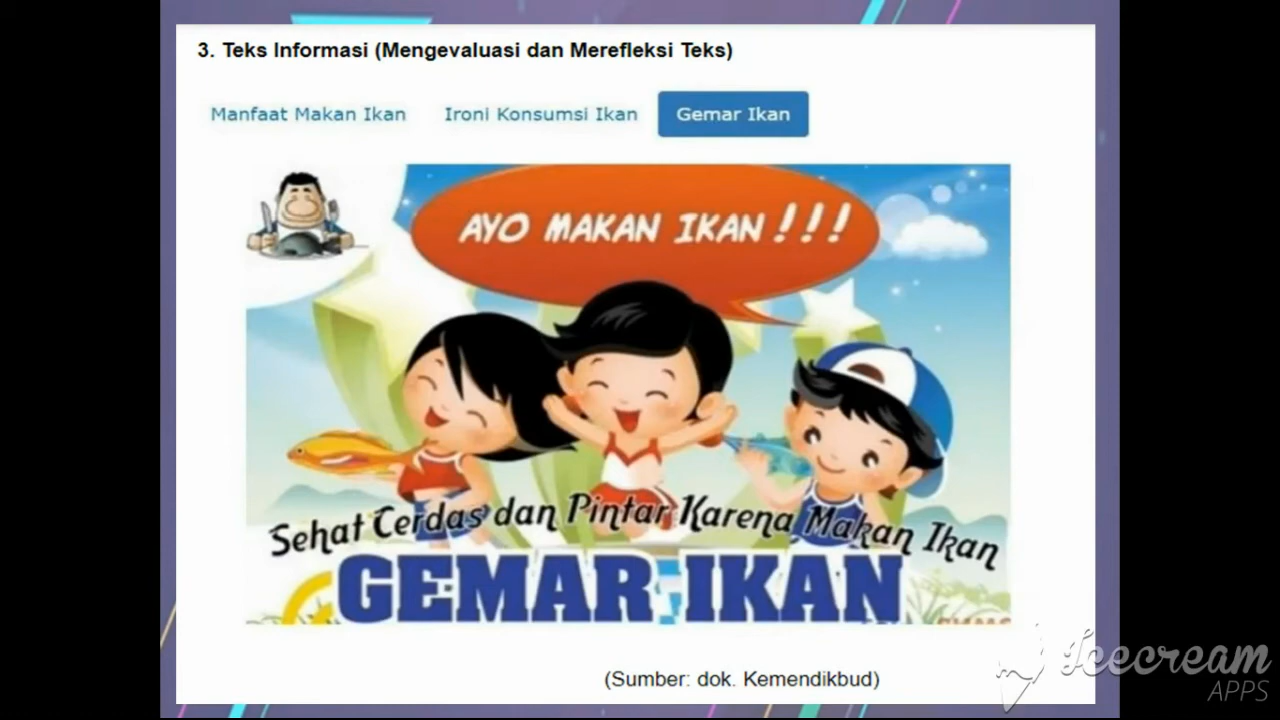 3. Teks Informasi (Mengevaluasi dan Merefleksi Teks)
Manfaat Makan Ikan Ironi Konsumsi Ikan Gemar Ikan
AYO MAKAN IKAN!!!
Sehat Cerdas dan Pintar Karena Makan Ikan
GEMAR IKAN
(Sumber: dok. Kemendikbud)
Icecream
APPS